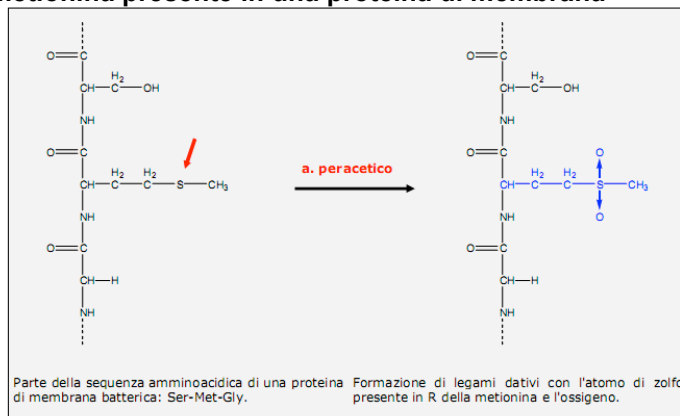 metionina presente in una proteina di membrana
O C O C
H2 H2
CH C OH CH C OH
NH NH
O C O C O
a. peracetico
H2 H2 H2 H2
CH C C S CH3 CH C C S CH3
NH NH O
O C O C
CH H CH H
NH NH
Parte della sequenza amminoacidica di una proteina
di membrana batterica: Ser-Met-Gly.
Formazione di legami dativi con l'atomo di zolfo
presente in R della metionina e l'ossigeno.